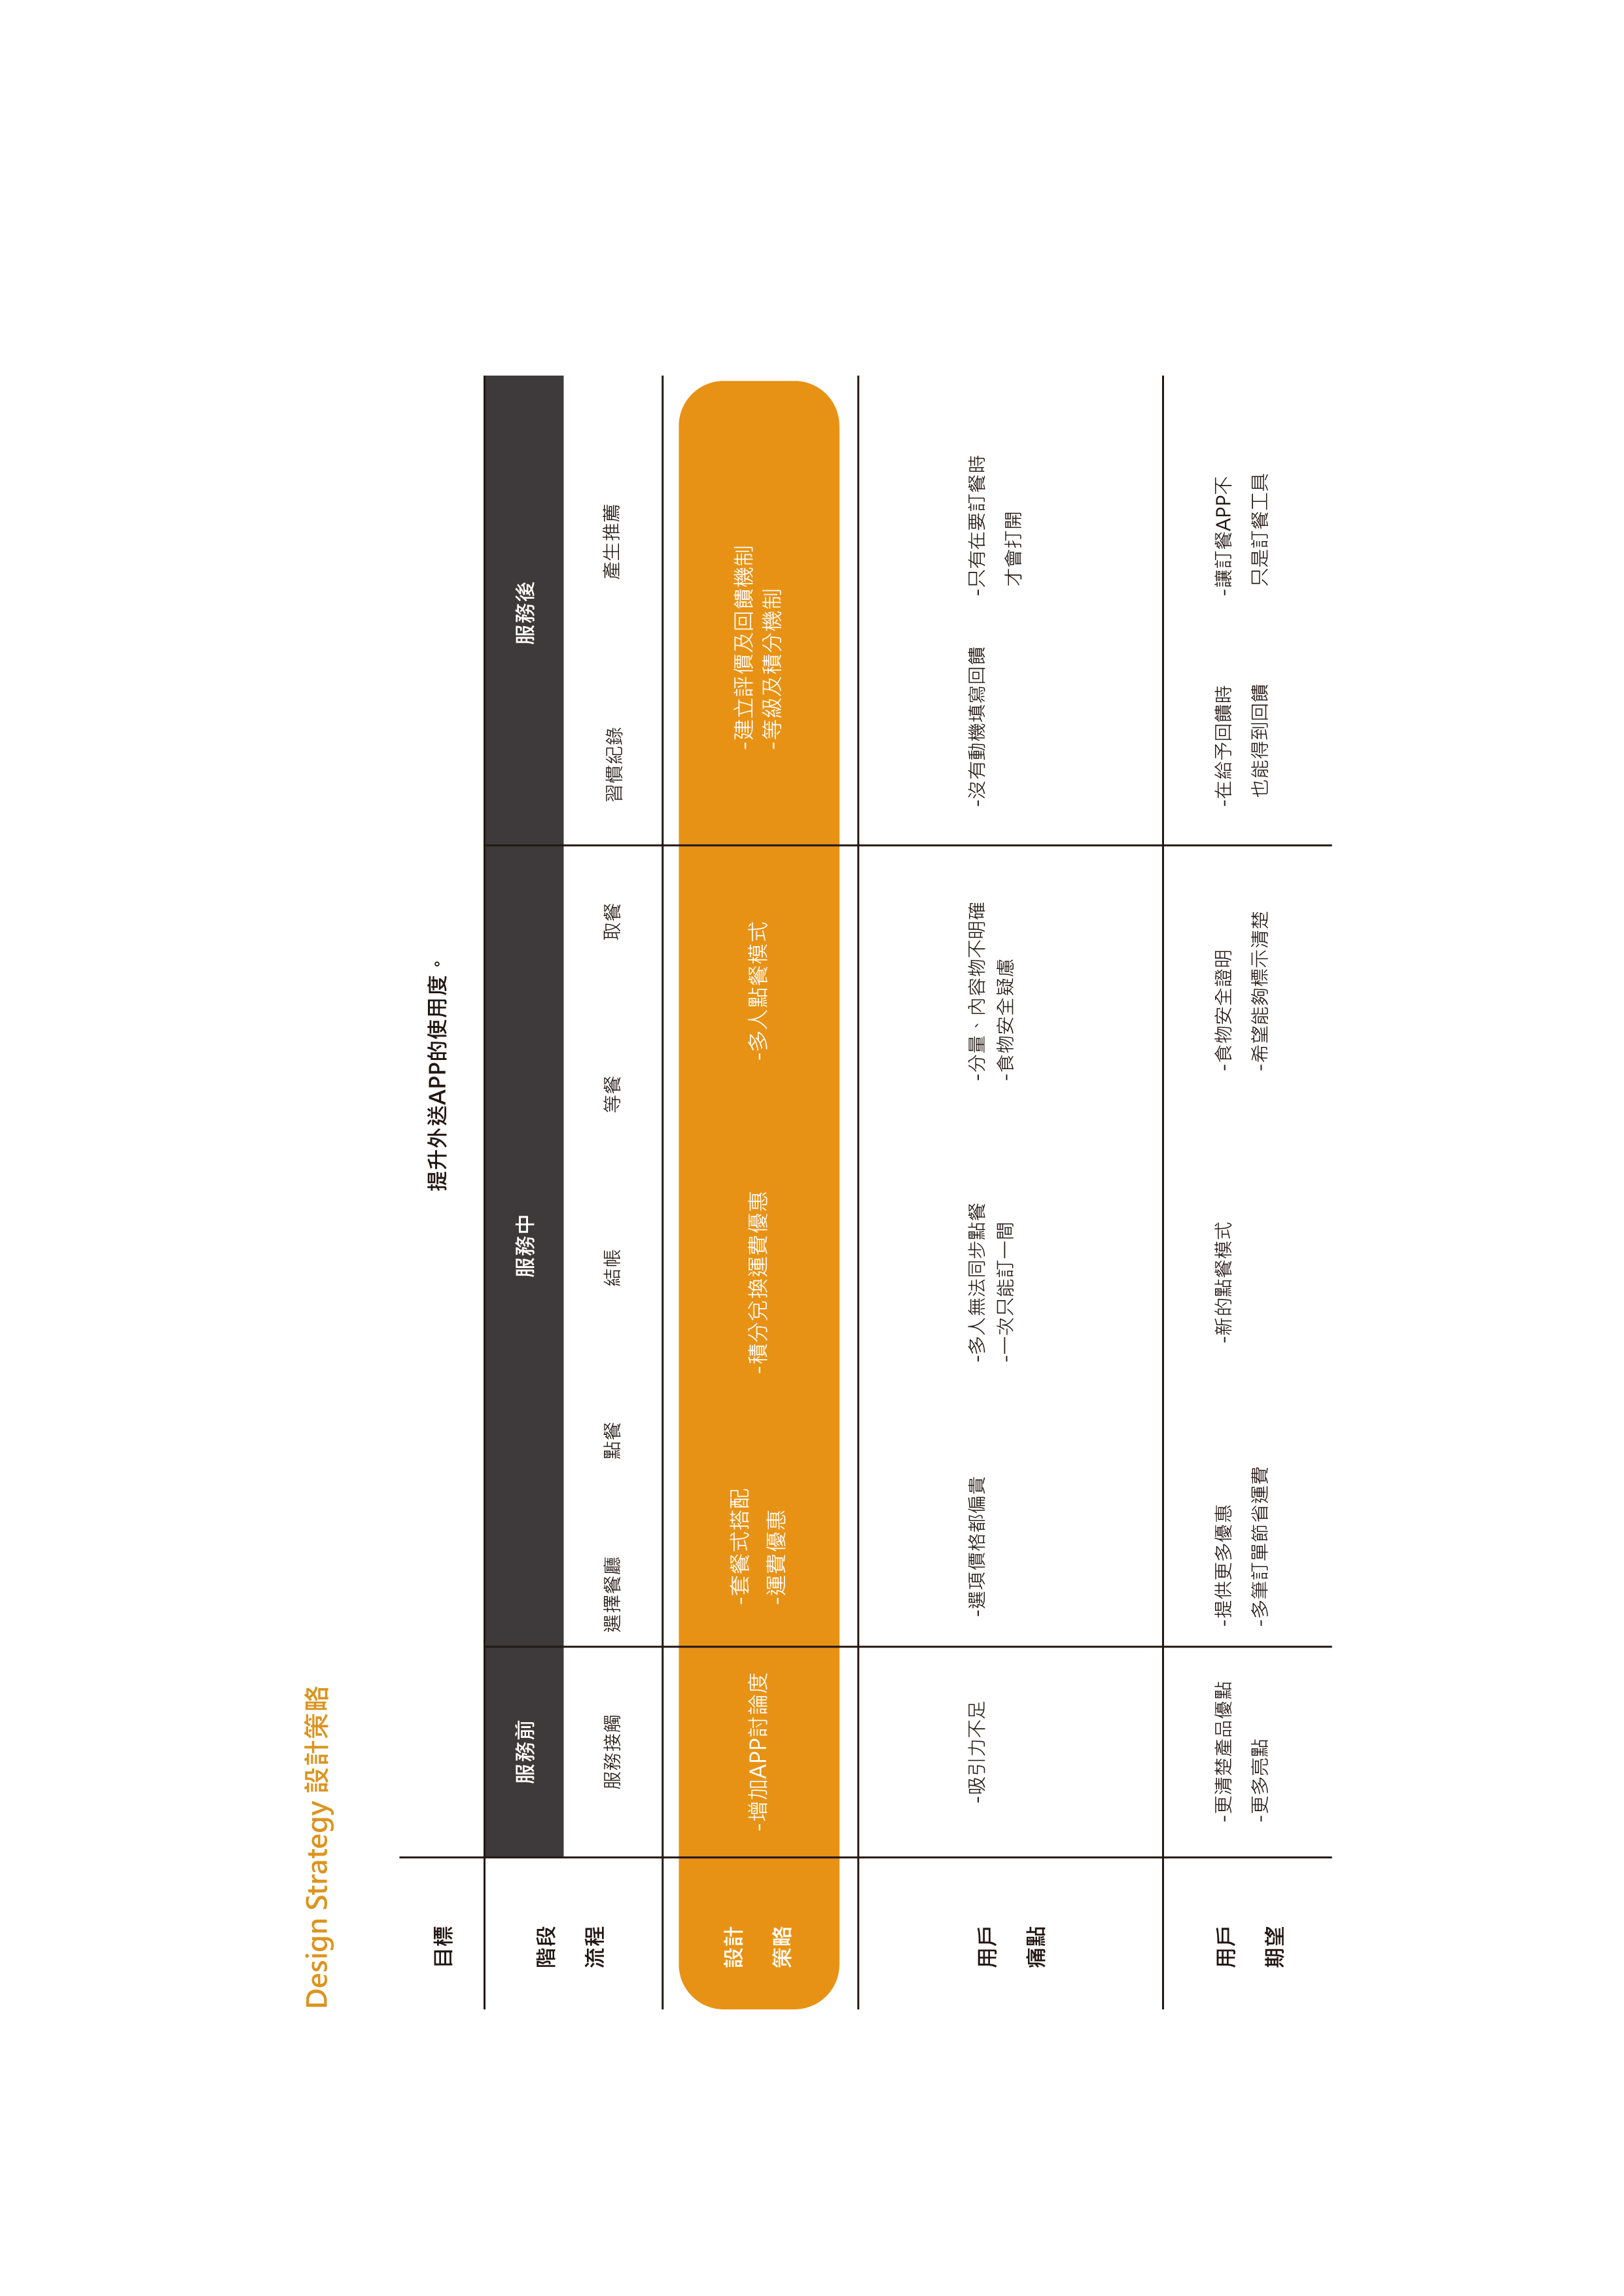 Design Strategy 設計策略
目標
提升外送APP的使用度。
階段
流程
服務前
服務中
服務後
服務接觸
選擇餐廳
點餐
結帳
等餐
取餐
習慣紀錄
產生推薦
設計
策略
-增加APP討論度
-套餐式搭配
-運費優惠
-積分兌換運費優惠
-多人點餐模式
-建立評價及回饋機制
-等級及積分機制
用戶
痛點
-吸引力不足
-選項價格都偏貴
-多人無法同步點餐
-一次只能訂一間
-分量、內容物不明確
-食物安全疑慮
-沒有動機填寫回饋
-只有在要訂餐時
才會打開
用戶
期望
-更清楚產品優點
-更多亮點
-提供更多優惠
-多筆訂單節省運費
-新的點餐模式
-食物安全證明
-希望能夠標示清楚
-在給予回饋時
也能得到回饋
-讓訂餐APP不
只是訂餐工具